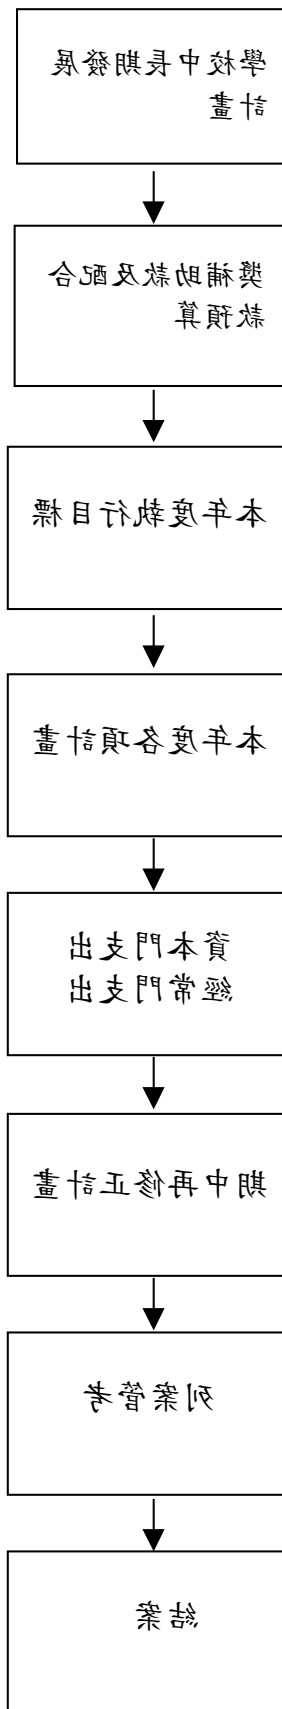 學校中長期發展
計畫
獎補助款及配合
款預算
本年度執行目標
本年度各項計畫
資本門支出
經常門支出
期中再修正計畫
列案管考
結案